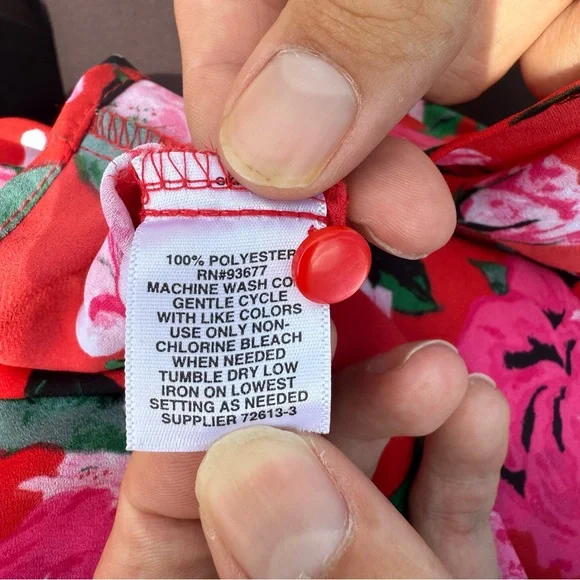 100% POLYESTER
RN#93677
MACHINE WASH
GENTLE CYCLE
WITH LIKE COLORS
USE ONLY NON-
CHLORINE BLEACH
WHEN NEEDED
TUMBLE DRY LOW
IRON ON LOWEST
SETTING AS NEEDED
SUPPLIER 72613-3